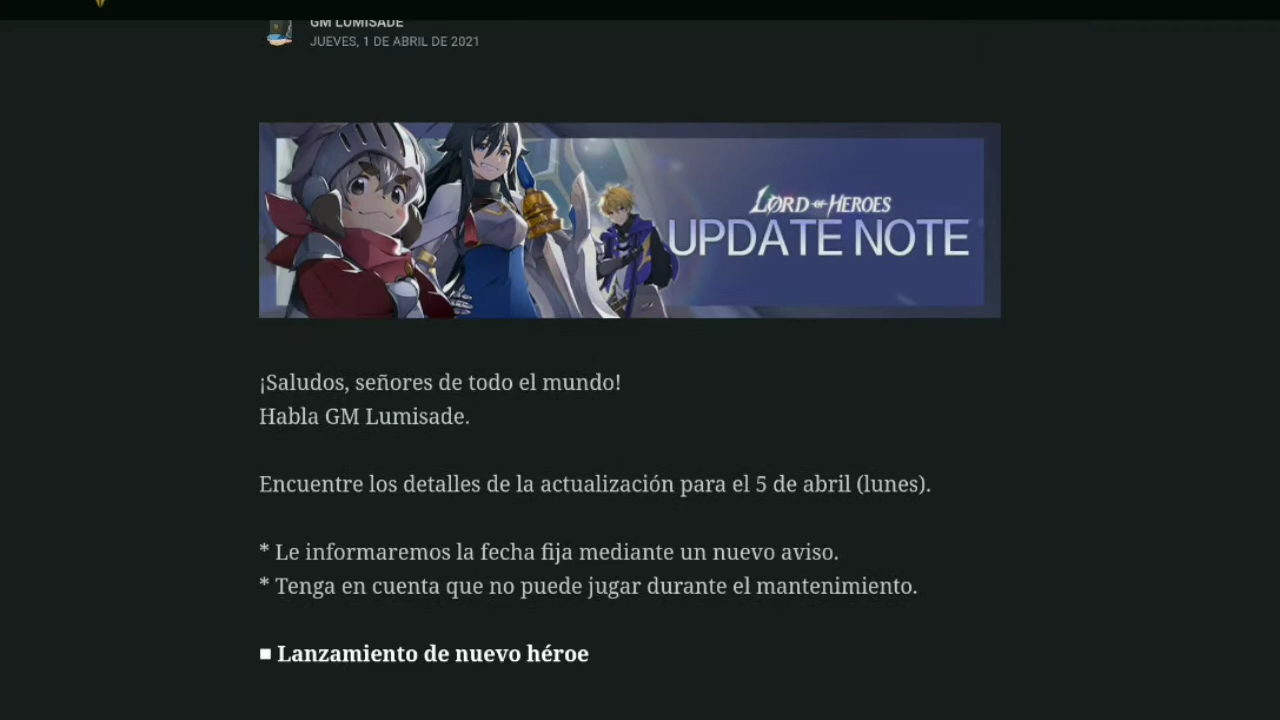 GM LUMISADE
JUEVES, 1 DE ABRIL DE 2021
LORD OF HEROES
UPDATE NOTE
¡Saludos, señores de todo el mundo!
Habla GM Lumisade.
Encuentre los detalles de la actualización para el 5 de abril (lunes).
* Le informaremos la fecha fija mediante un nuevo aviso.
* Tenga en cuenta que no puede jugar durante el mantenimiento.
■ Lanzamiento de nuevo héroe